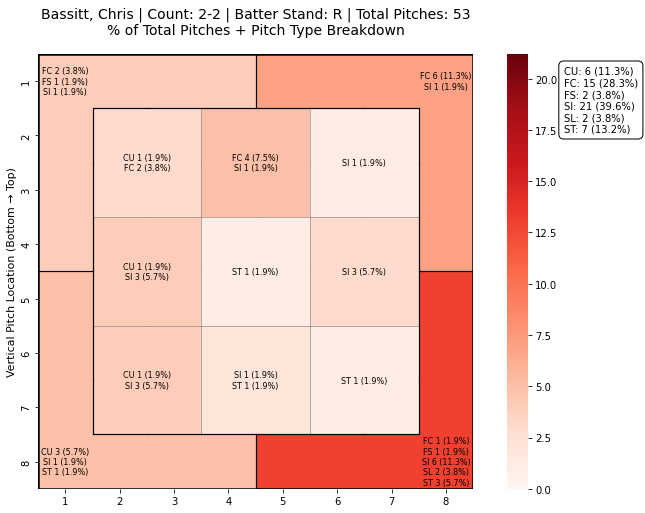 Bassitt, Chris | Count: 2-2 | Batter Stand: R | Total Pitches: 53
% of Total Pitches + Pitch Type Breakdown
Vertical Pitch Location (Bottom → Top)
1
2
3
4
5
6
7
8
FC 2 (3.8%)
FS 1 (1.9%)
SI 1 (1.9%)
FC 6 (11.3%)
SI 1 (1.9%)
CU 1 (1.9%)
FC 2 (3.8%)
FC 4 (7.5%)
SI 1 (1.9%)
SI 1 (1.9%)
CU 1 (1.9%)
SI 3 (5.7%)
ST 1 (1.9%)
SI 3 (5.7%)
CU 1 (1.9%)
SI 3 (5.7%)
SI 1 (1.9%)
ST 1 (1.9%)
ST 1 (1.9%)
CU 3 (5.7%)
SI 1 (1.9%)
ST 1 (1.9%)
FC 1 (1.9%)
FS 1 (1.9%)
SI 6 (11.3%)
SL 2 (3.8%)
ST 3 (5.7%)
1 2 3 4 5 6 7 8
20.0
17.5
15.0
12.5
10.0
7.5
5.0
2.5
0.0
CU: 6 (11.3%)
FC: 15 (28.3%)
FS: 2 (3.8%)
SI: 21 (39.6%)
SL: 2 (3.8%)
ST: 7 (13.2%)